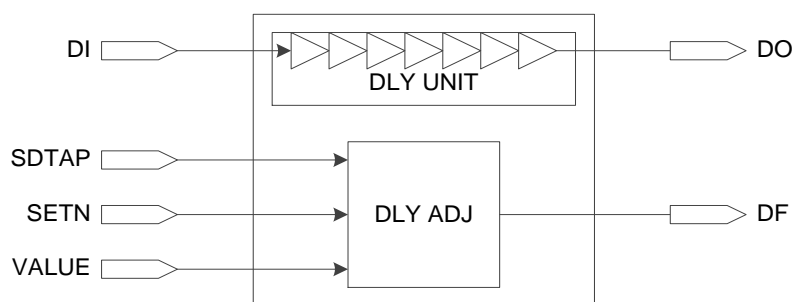 DI
DO
DLY UNIT
SDTAP
SETN
DLY ADJ
DF
VALUE